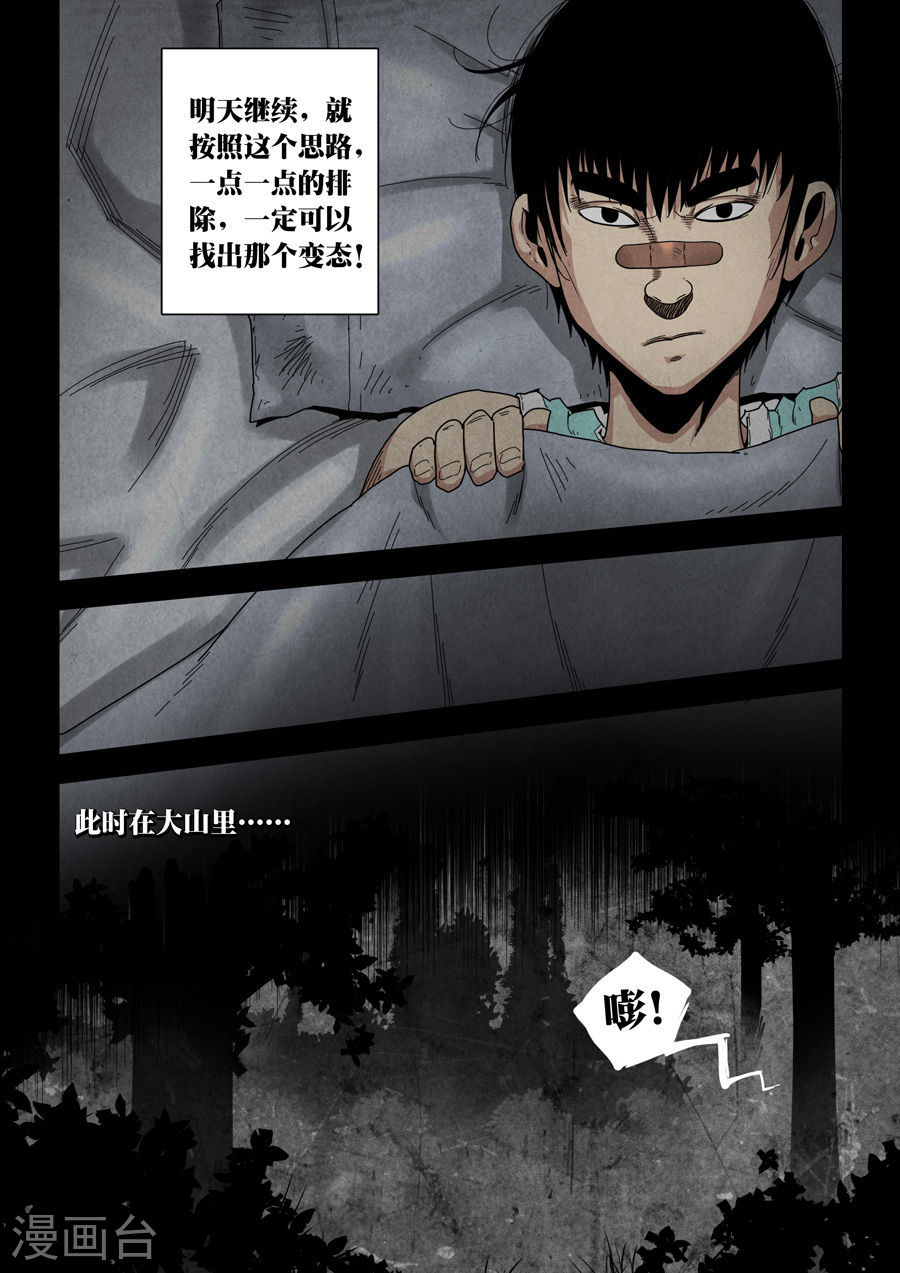 明天继续，就
按照这个思路，
一点一点的排
除，一定可以
找出那个变态！
此时在大山里……
嘭！
漫画台